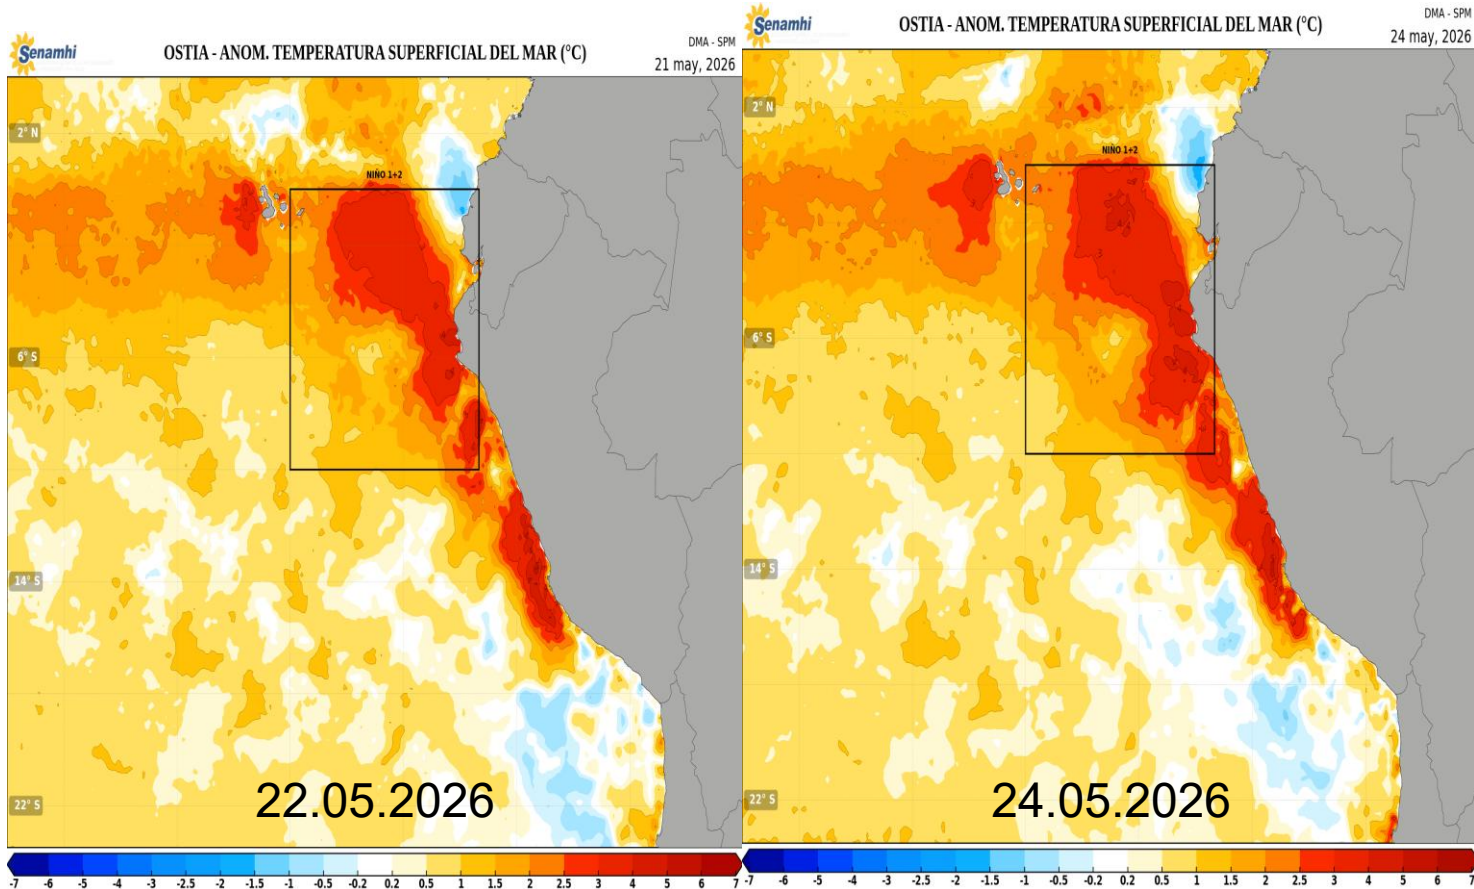 Senamhi
OSTIA - ANOM. TEMPERATURA SUPERFICIAL DEL MAR (°C)
DMA - SPM
21 may, 2026
2° N
NIÑO 1+2
6° S
14° S
22° S
22.05.2026
-7 -6 -5 -4 -3 -2.5 -2 -1.5 -1 -0.5 -0.2 0.2 0.5 1 1.5 2 2.5 3 4 5 6 7
Senamhi
OSTIA - ANOM. TEMPERATURA SUPERFICIAL DEL MAR (°C)
DMA - SPM
24 may, 2026
2° N
NIÑO 1+2
6° S
14° S
22° S
24.05.2026
-7 -6 -5 -4 -3 -2.5 -2 -1.5 -1 -0.5 -0.2 0.2 0.5 1 1.5 2 2.5 3 4 5 6 7